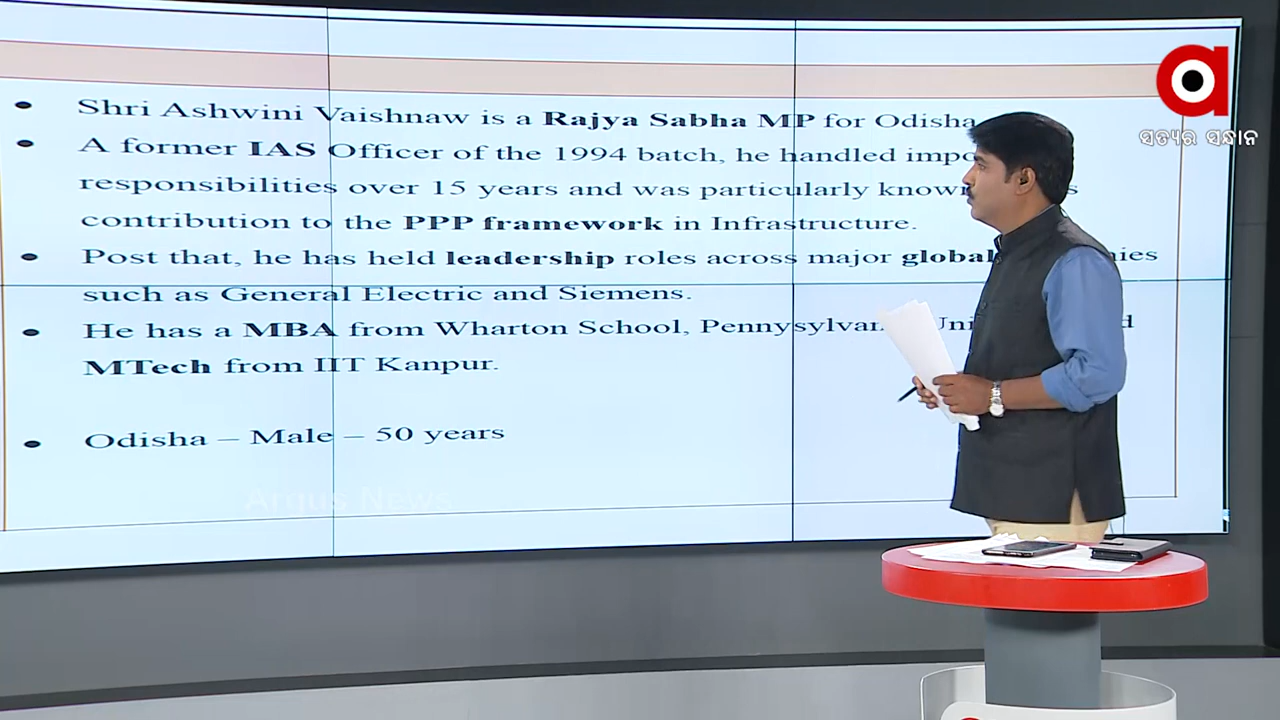 Shri Ashwini Vaishnaw is a Rajya Sabha MP for Odisha
A former IAS Officer of the 1994 batch, he handled
responsibilities over 15 years and was particularly
contribution to the PPP framework in Infrastructure.
Post that, he has held leadership roles across major global
such as General Electric and Siemens.
He has a MBA from Wharton School,
MTech from IIT Kanpur.
Odisha – Male – 50 years
Argus News
ସତ୍ୟର ସନ୍ଧାନ